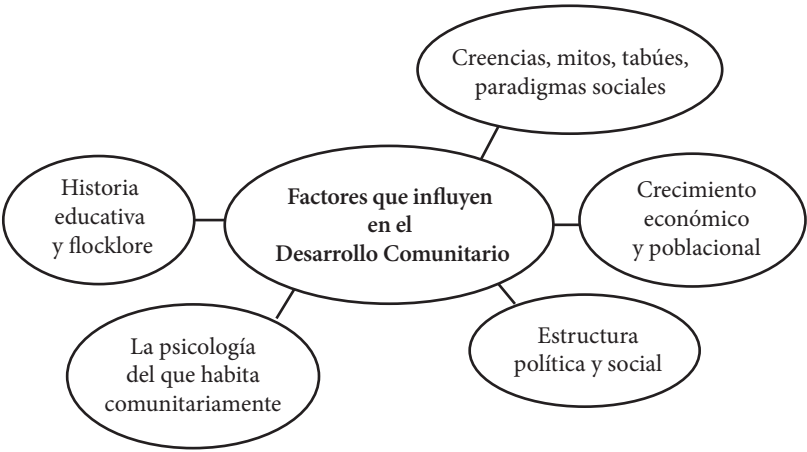 Creencias, mitos, tabúes,
paradigmas sociales
Historia
educativa
y flocklore
Factores que influyen
en el
Desarrollo Comunitario
Crecimiento
económico
y poblacional
La psicología
del que habita
comunitariamente
Estructura
política y social